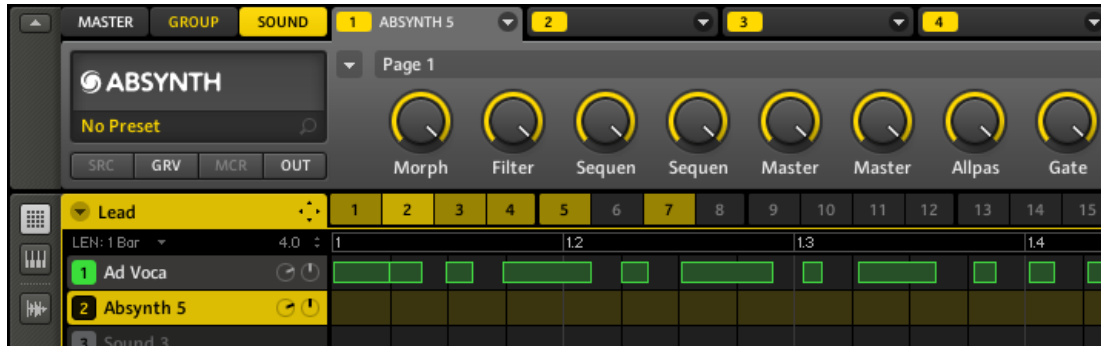 MASTER GROUP SOUND 1 ABSYNTH 5 2 3 4
ABSYNTH Page 1
No Preset
SRC GRV MCR OUT Morph Filter Sequen Sequen Master Master Allpas Gate
Lead 1 2 3 4 5 6 7 8 9 10 11 12 13 14 15
LEN: 1 Bar 4.0 1 1.2 1.3 1.4
1 Ad Voca
2 Absynth 5
3 Sound 3